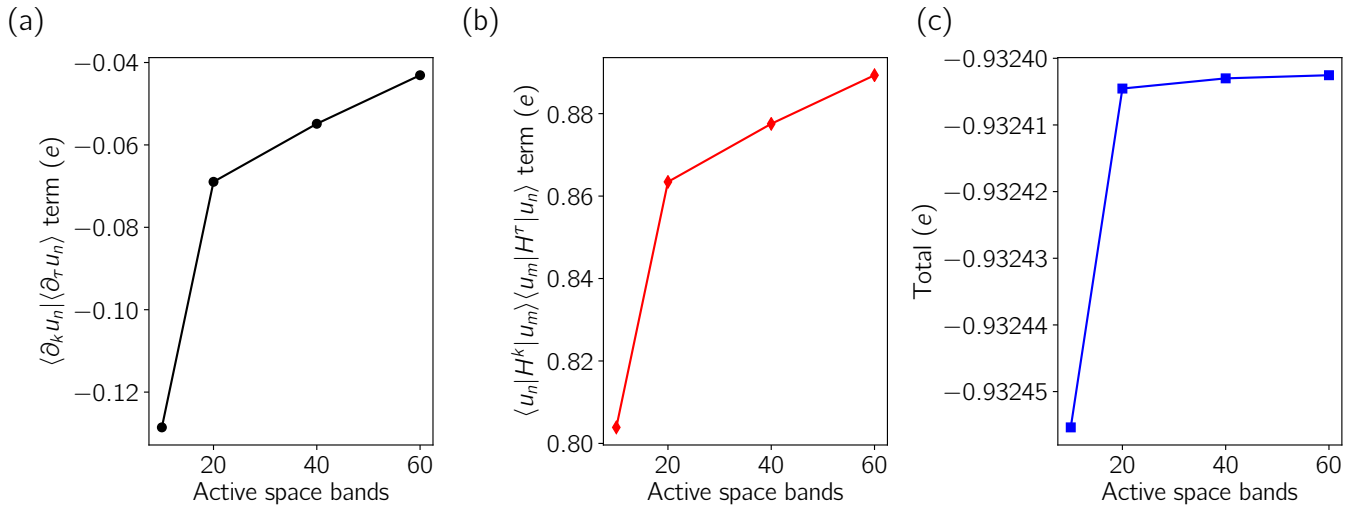 (a)
⟨∂ₖuₙ|⟨∂τuₙ⟩ term (e)
−0.04
−0.06
−0.08
−0.10
−0.12
20 40 60
Active space bands
(b)
⟨uₙ|Hᵏ|uₘ⟩⟨uₘ|Hᵀ|uₙ⟩ term (e)
0.88
0.86
0.84
0.82
0.80
20 40 60
Active space bands
(c)
Total (e)
−0.93240
−0.93241
−0.93242
−0.93243
−0.93244
−0.93245
20 40 60
Active space bands